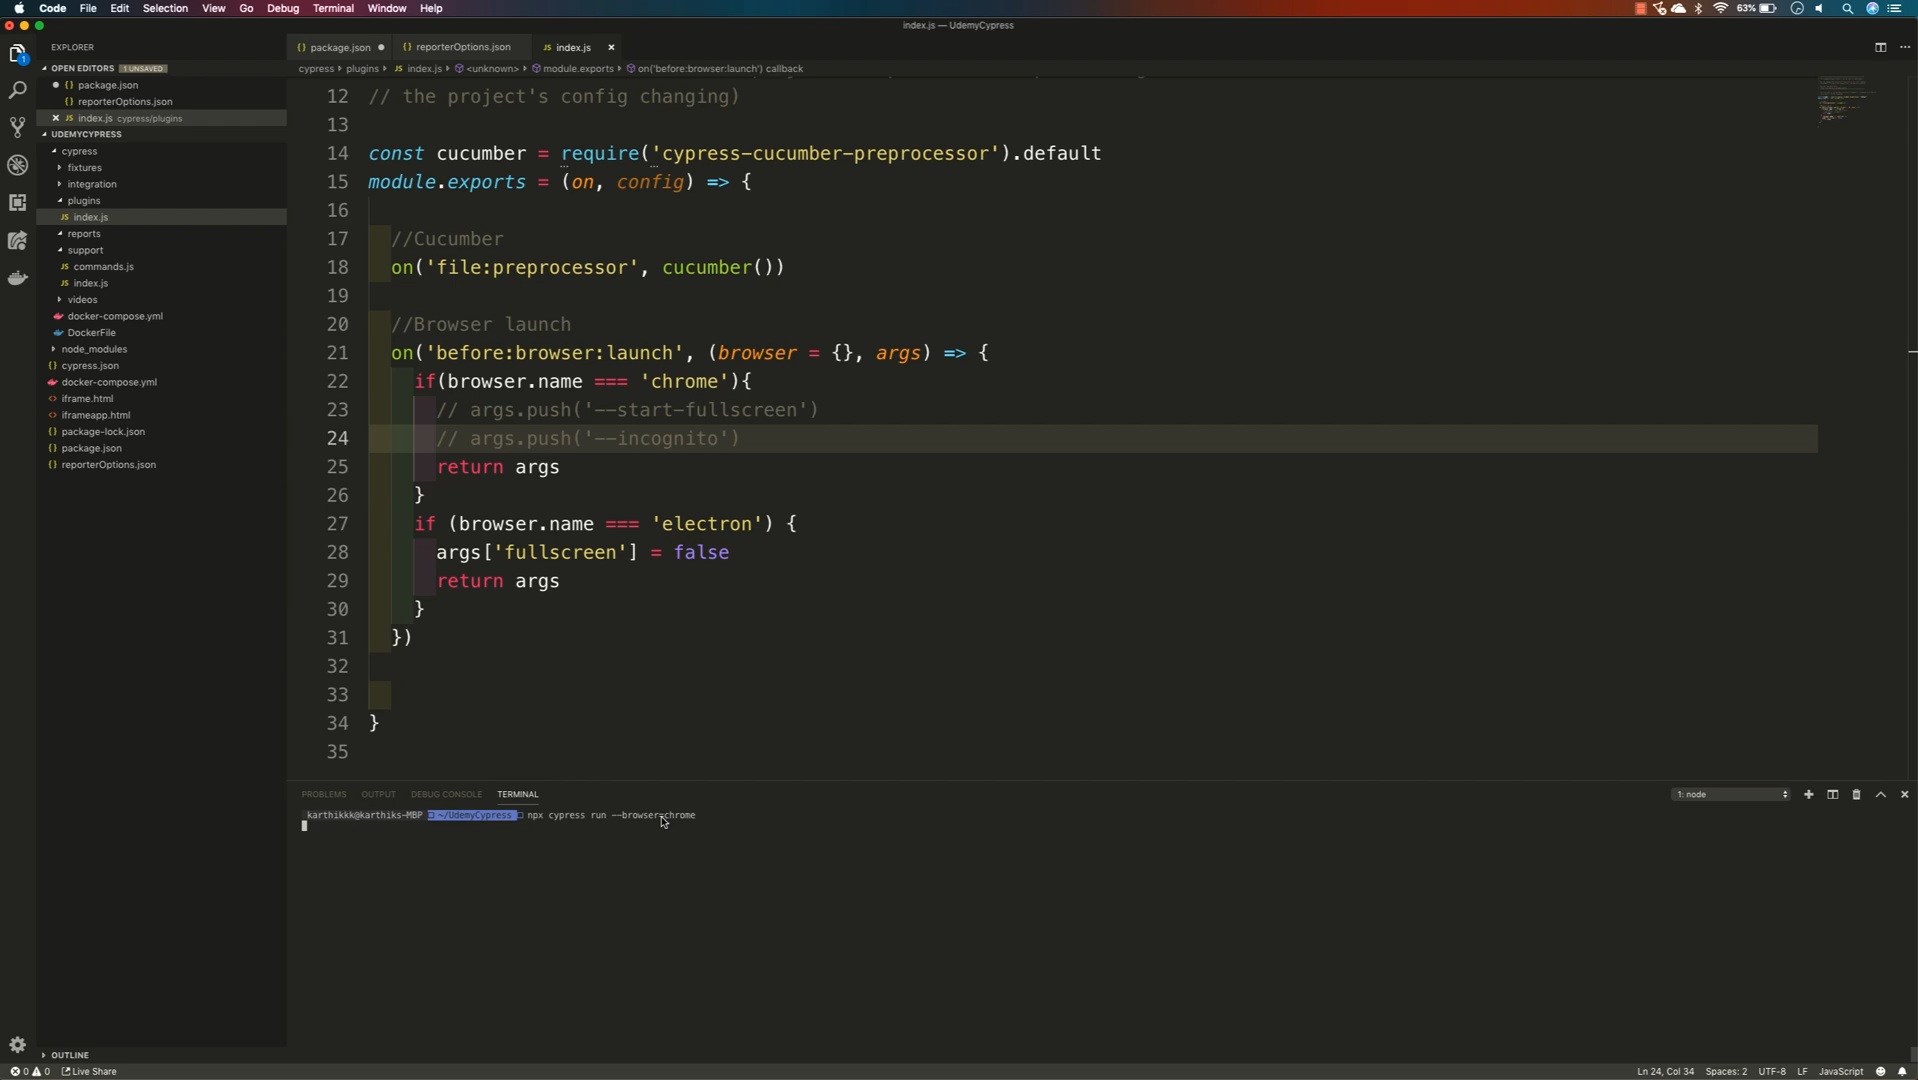 Code File Edit Selection View Go Debug Terminal Window Help 63%
index.js — UdemyCypress
EXPLORER
OPEN EDITORS 1 UNSAVED
package.json
reporterOptions.json
index.js cypress/plugins
UDEMYCYPRESS
cypress
fixtures
integration
plugins
JS index.js
reports
support
JS commands.js
JS index.js
videos
docker-compose.yml
DockerFile
node_modules
{} cypress.json
docker-compose.yml
<> iframe.html
<> iframeapp.html
{} package-lock.json
{} package.json
{} reporterOptions.json
OUTLINE
{} package.json {} reporterOptions.json JS index.js
cypress plugins JS index.js <unknown> module.exports on('before:browser:launch') callback
12 // the project's config changing)
13
14 const cucumber = require('cypress-cucumber-preprocessor').default
15 module.exports = (on, config) => {
16
17 //Cucumber
18 on('file:preprocessor', cucumber())
19
20 //Browser launch
21 on('before:browser:launch', (browser = {}, args) => {
22 if(browser.name === 'chrome'){
23 // args.push('--start-fullscreen')
24 // args.push('--incognito')
25 return args
26 }
27 if (browser.name === 'electron') {
28 args['fullscreen'] = false
29 return args
30 }
31 })
32
33
34 }
35
PROBLEMS OUTPUT DEBUG CONSOLE TERMINAL 1: node
karthikkk@karthiks-MBP ~/UdemyCypress npx cypress run --browser=chrome
0 0 Live Share Ln 24, Col 34 Spaces: 2 UTF-8 LF JavaScript